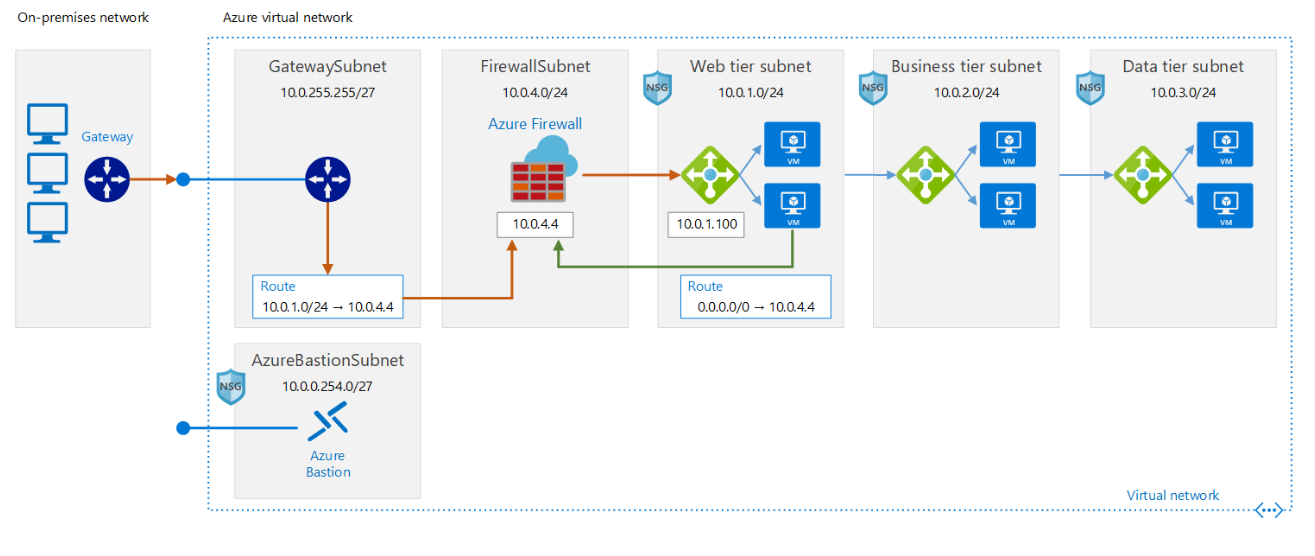 On-premises network
Azure virtual network
GatewaySubnet
10.0.255.255/27
FirewallSubnet
10.0.4.0/24
Web tier subnet
10.0.1.0/24
Business tier subnet
10.0.2.0/24
Data tier subnet
10.0.3.0/24
NSG
NSG
NSG
Gateway
Azure Firewall
VM
VM
VM
VM
VM
VM
10.0.4.4
10.0.1.100
Route
10.0.1.0/24 → 10.0.4.4
Route
0.0.0.0/0 → 10.0.4.4
AzureBastionSubnet
10.0.0.254.0/27
NSG
Azure
Bastion
Virtual network